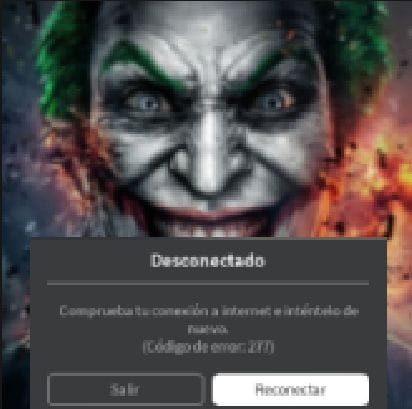 Desconectado
Comprueba tu conexión a internet e inténtelo de
nuevo.
(Código de error: 277)
Salir
Reconectar